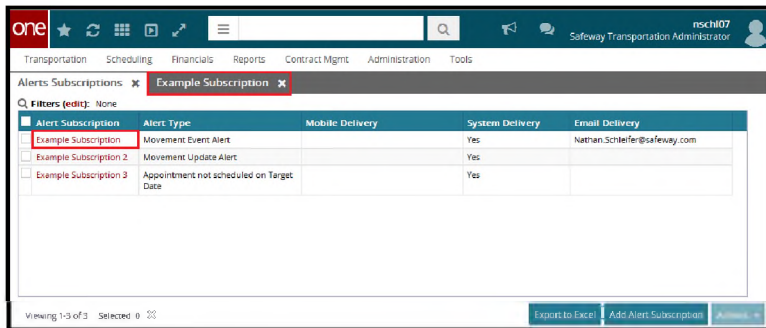 one
nschl07
Safeway Transportation Administrator
Transportation Scheduling Financials Reports Contract Mgmt Administration Tools
Alerts Subscriptions x Example Subscription x
Filters (edit): None
Alert Subscription Alert Type Mobile Delivery System Delivery Email Delivery
Example Subscription Movement Event Alert Yes Nathan.Schleifer@safeway.com
Example Subscription 2 Movement Update Alert Yes
Example Subscription 3 Appointment not scheduled on Target Yes
Date
Viewing 1-3 of 3 Selected 0 Export to Excel Add Alert Subscription Actions